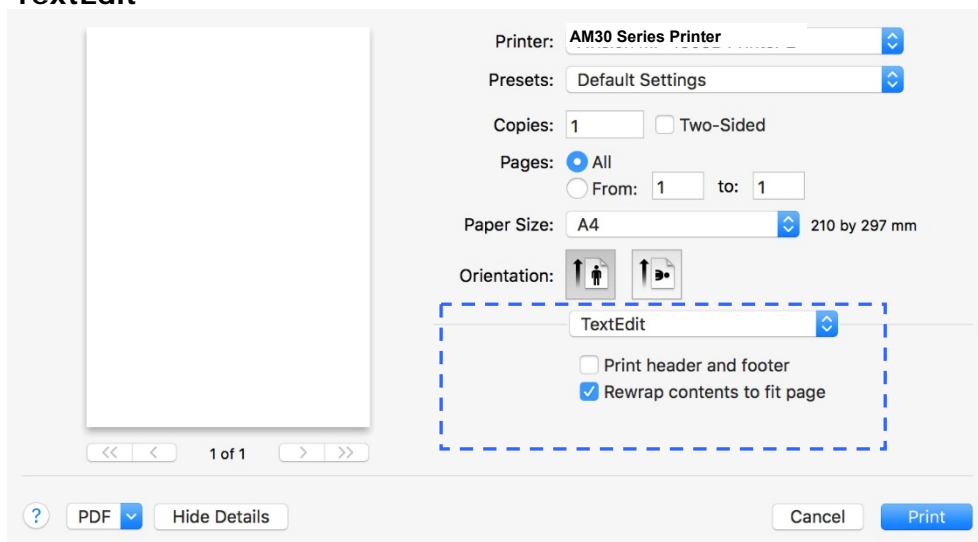 TextEdit
Printer: AM30 Series Printer
Presets: Default Settings
Copies: 1 Two-Sided
Pages: All
From: 1 to: 1
Paper Size: A4 210 by 297 mm
Orientation:
TextEdit
Print header and footer
Rewrap contents to fit page
<< < 1 of 1 > >>
? PDF Hide Details Cancel Print